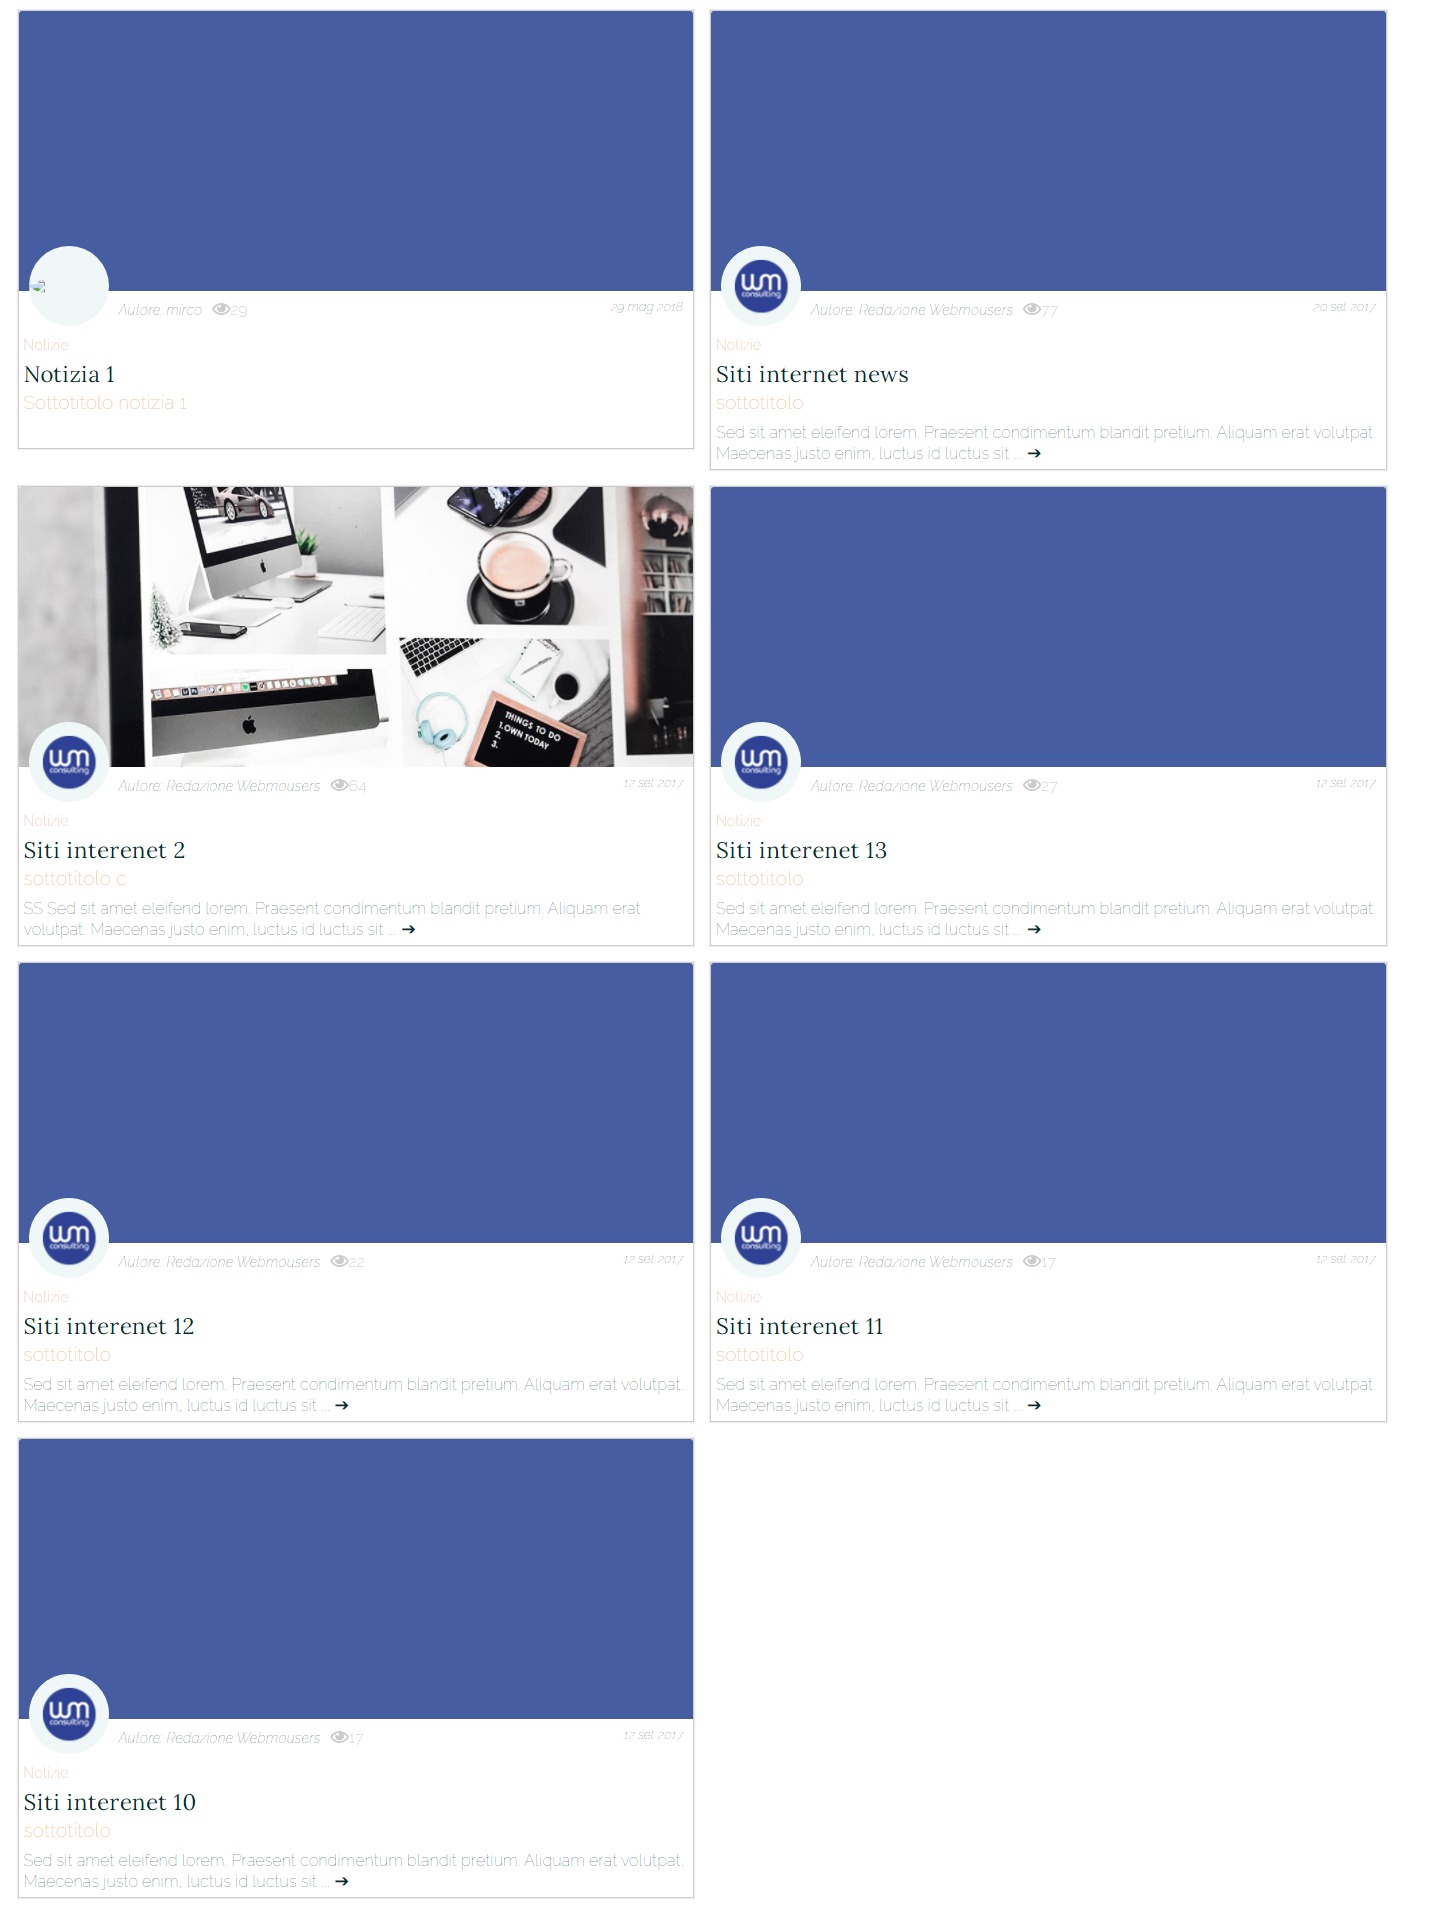 Autore: mirco 29
29 mag 2018
Notizie
Notizia 1
Sottotitolo notizia 1
wm
consulting
Autore: Redazione Webmousers 77
20 set 2017
Notizie
Siti internet news
sottotitolo
Sed sit amet eleifend lorem. Praesent condimentum blandit pretium. Aliquam erat volutpat.
Maecenas justo enim, luctus id luctus sit ... ➔
THINGS TO DO
1.OWN TODAY
2.
3.
wm
consulting
Autore: Redazione Webmousers 64
12 set 2017
Notizie
Siti interenet 2
sottotitolo c
SS Sed sit amet eleifend lorem. Praesent condimentum blandit pretium. Aliquam erat
volutpat. Maecenas justo enim, luctus id luctus sit ... ➔
wm
consulting
Autore: Redazione Webmousers 27
12 set 2017
Notizie
Siti interenet 13
sottotitolo
Sed sit amet eleifend lorem. Praesent condimentum blandit pretium. Aliquam erat volutpat.
Maecenas justo enim, luctus id luctus sit ... ➔
wm
consulting
Autore: Redazione Webmousers 22
12 set 2017
Notizie
Siti interenet 12
sottotitolo
Sed sit amet eleifend lorem. Praesent condimentum blandit pretium. Aliquam erat volutpat.
Maecenas justo enim, luctus id luctus sit ... ➔
wm
consulting
Autore: Redazione Webmousers 17
12 set 2017
Notizie
Siti interenet 11
sottotitolo
Sed sit amet eleifend lorem. Praesent condimentum blandit pretium. Aliquam erat volutpat.
Maecenas justo enim, luctus id luctus sit ... ➔
wm
consulting
Autore: Redazione Webmousers 17
12 set 2017
Notizie
Siti interenet 10
sottotitolo
Sed sit amet eleifend lorem. Praesent condimentum blandit pretium. Aliquam erat volutpat.
Maecenas justo enim, luctus id luctus sit ... ➔